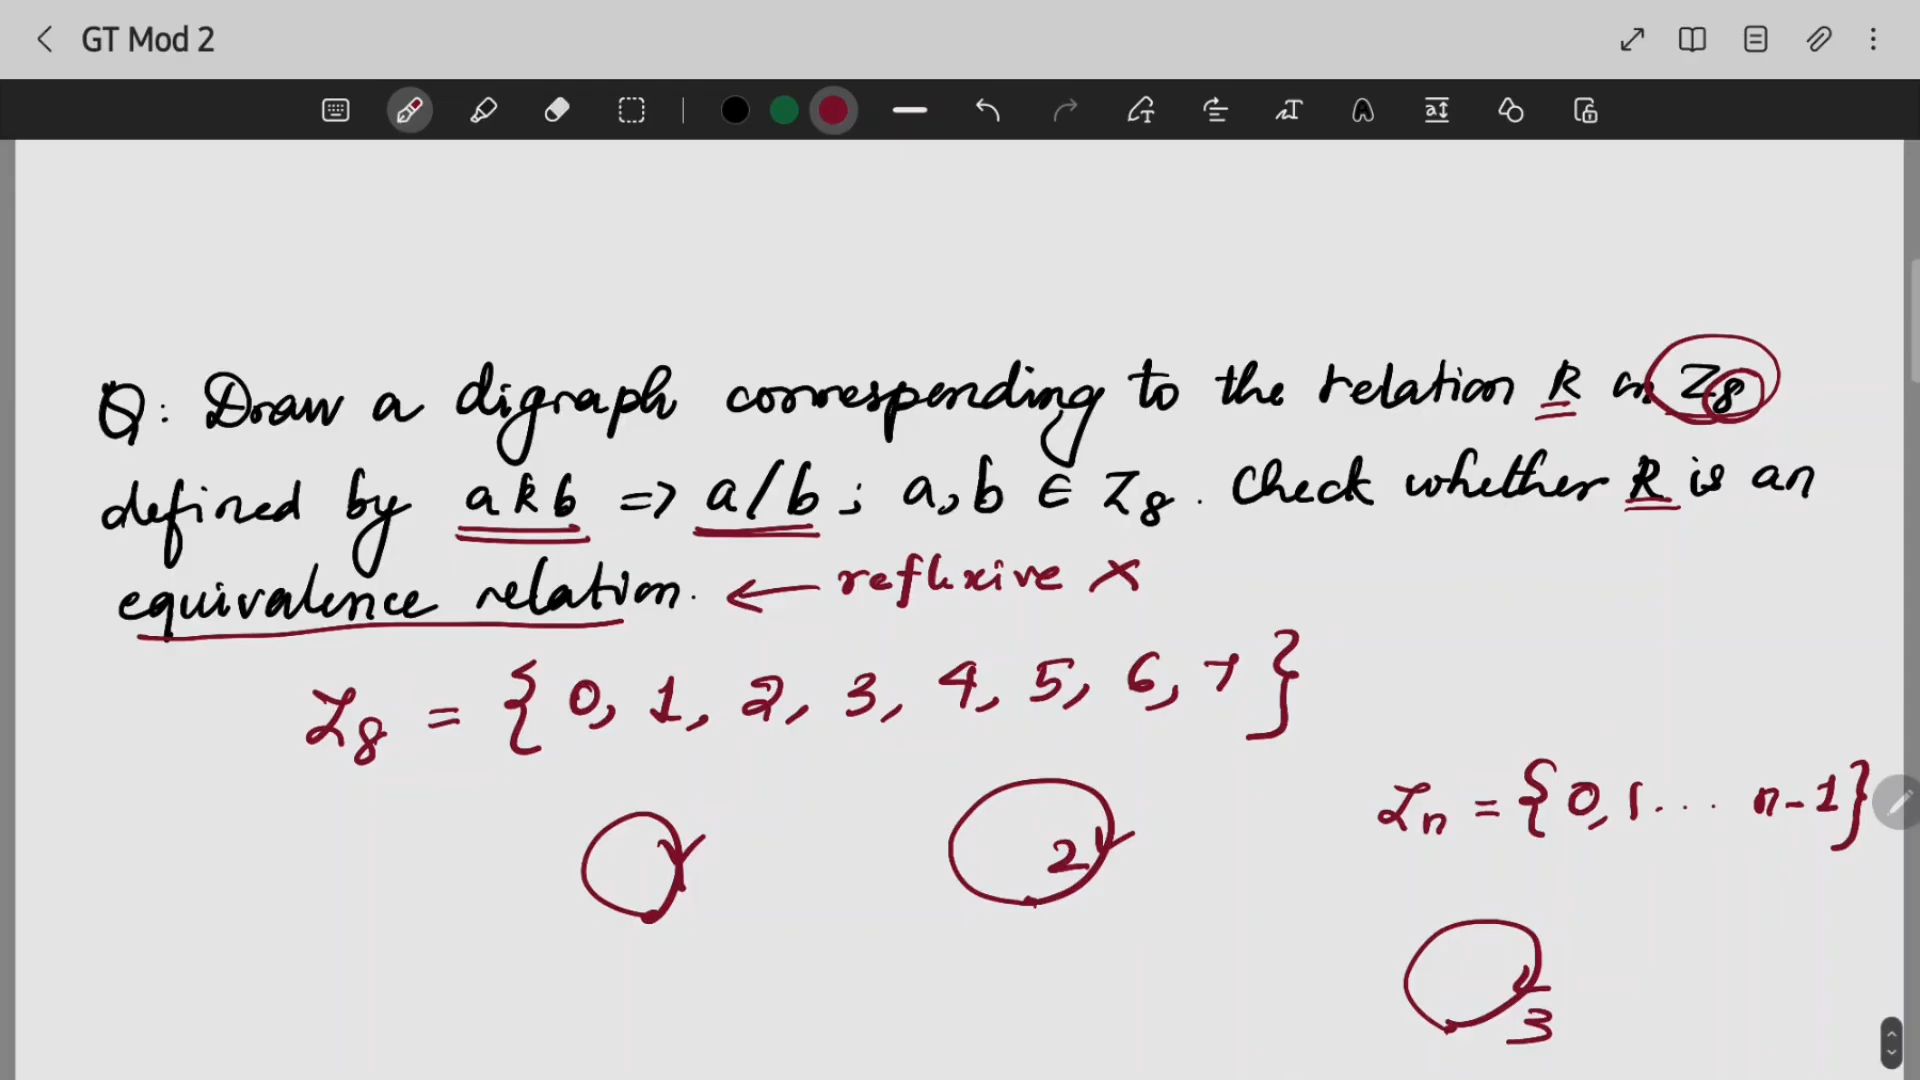 GT Mod 2
Q: Draw a digraph corresponding to the relation R on Z8
defined by aRb => a/b ; a,b ∈ Z8. Check whether R is an
equivalence relation. ← reflexive ×
Z8 = {0, 1, 2, 3, 4, 5, 6, 7}
Zn = {0, 1... n-1}
2
3